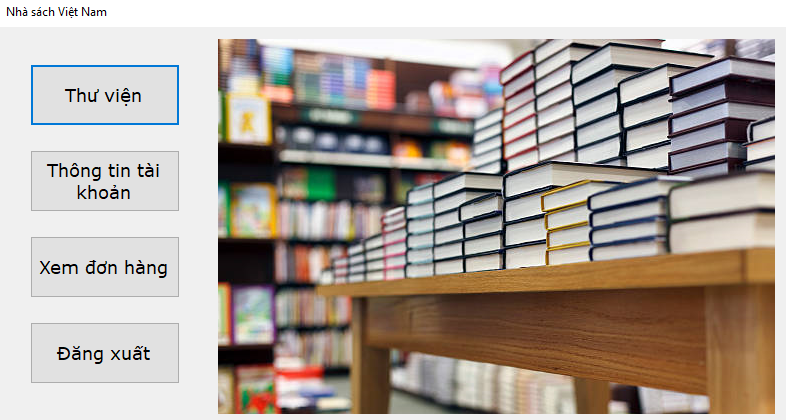 Nhà sách Việt Nam
Thư viện
Thông tin tài
khoản
Xem đơn hàng
Đăng xuất